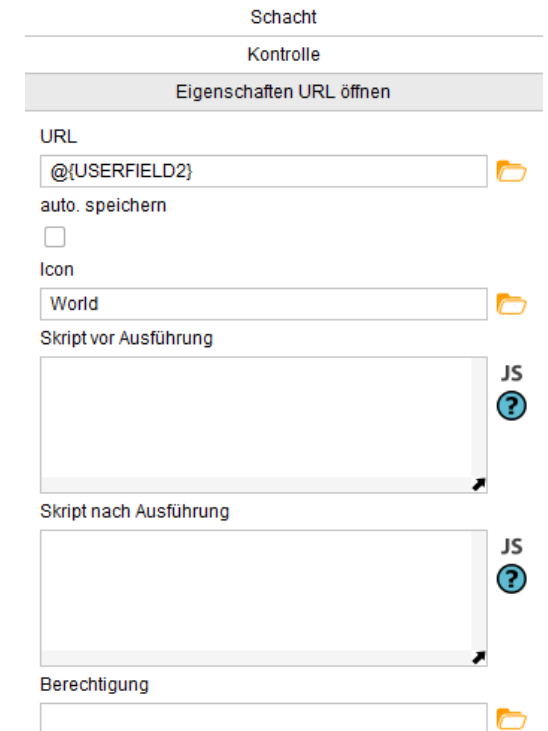 Schacht
Kontrolle
Eigenschaften URL öffnen
URL
@{USERFIELD2}
auto. speichern
Icon
World
Skript vor Ausführung
JS
?
Skript nach Ausführung
JS
?
Berechtigung